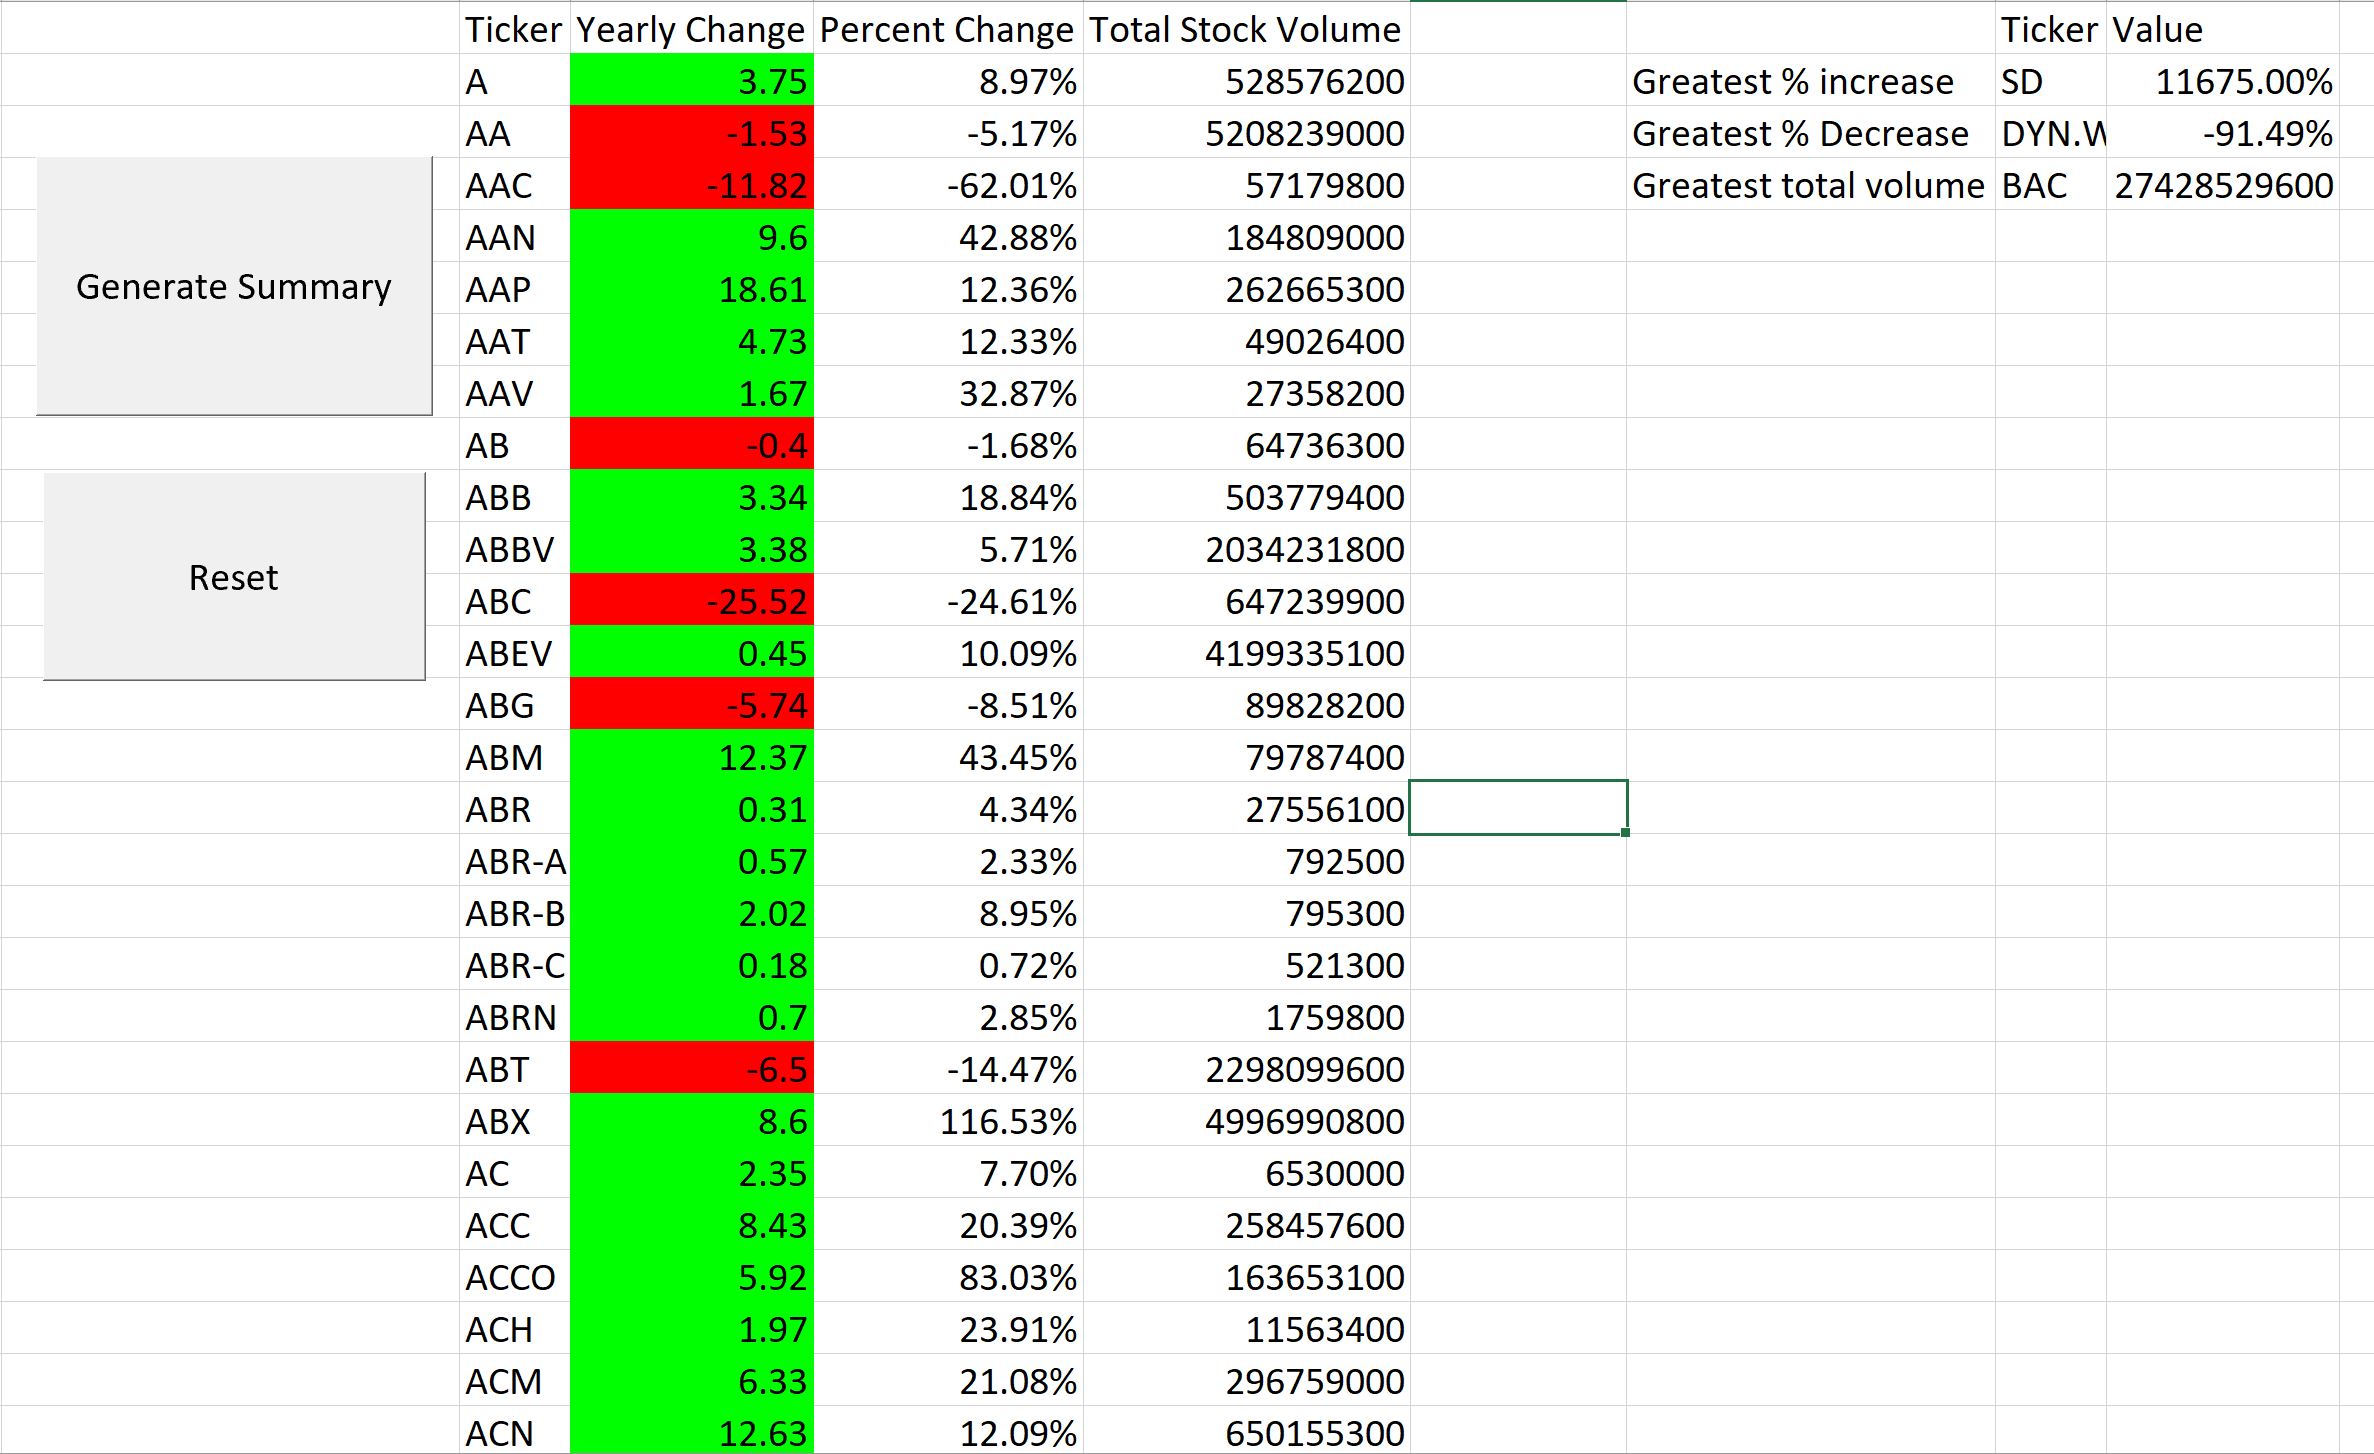 Ticker Yearly Change Percent Change Total Stock Volume Ticker Value
A 3.75 8.97% 528576200 Greatest % increase SD 11675.00%
AA -1.53 -5.17% 5208239000 Greatest % Decrease DYN.W -91.49%
AAC -11.82 -62.01% 57179800 Greatest total volume BAC 27428529600
AAN 9.6 42.88% 184809000
Generate Summary
AAP 18.61 12.36% 262665300
AAT 4.73 12.33% 49026400
AAV 1.67 32.87% 27358200
AB -0.4 -1.68% 64736300
ABB 3.34 18.84% 503779400
ABBV 3.38 5.71% 2034231800
Reset
ABC -25.52 -24.61% 647239900
ABEV 0.45 10.09% 4199335100
ABG -5.74 -8.51% 89828200
ABM 12.37 43.45% 79787400
ABR 0.31 4.34% 27556100
ABR-A 0.57 2.33% 792500
ABR-B 2.02 8.95% 795300
ABR-C 0.18 0.72% 521300
ABRN 0.7 2.85% 1759800
ABT -6.5 -14.47% 2298099600
ABX 8.6 116.53% 4996990800
AC 2.35 7.70% 6530000
ACC 8.43 20.39% 258457600
ACCO 5.92 83.03% 163653100
ACH 1.97 23.91% 11563400
ACM 6.33 21.08% 296759000
ACN 12.63 12.09% 650155300